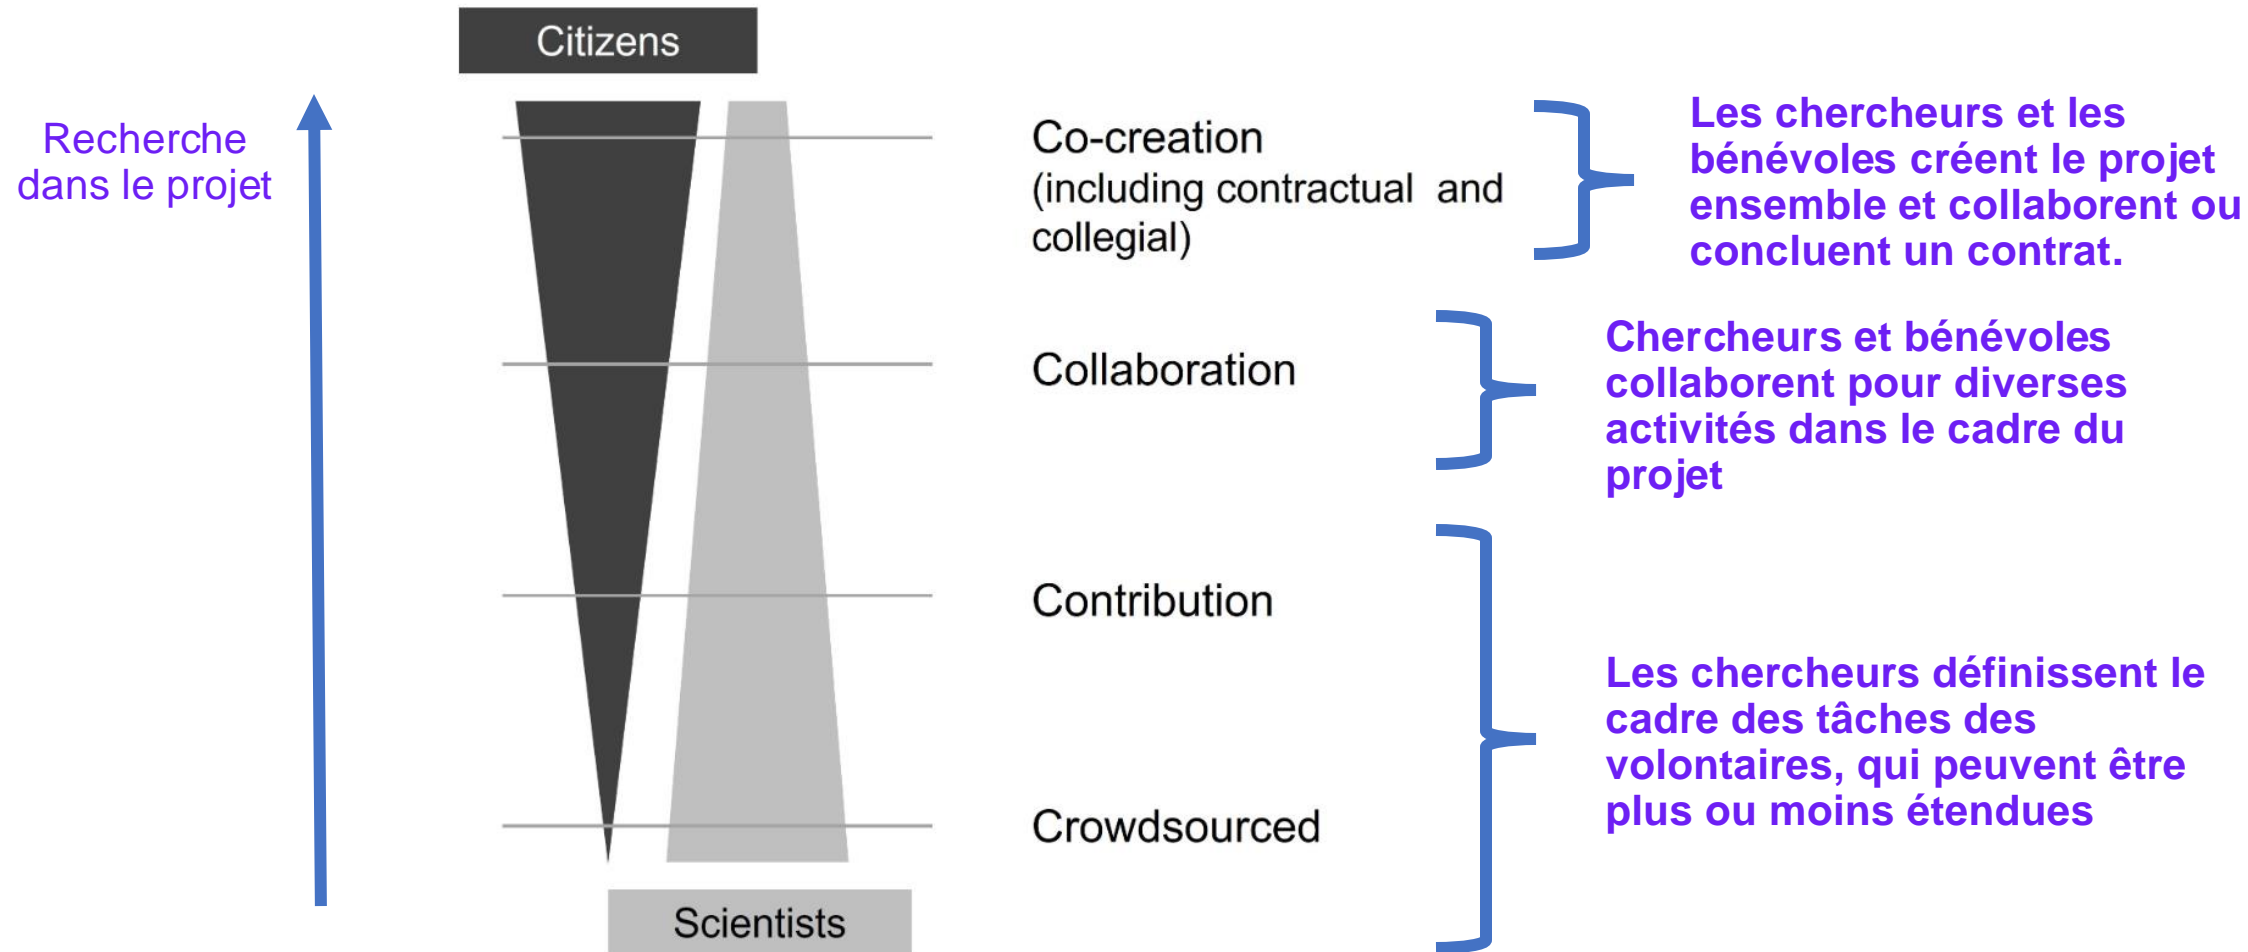 Citizens
Recherche
dans le projet
Co-creation
(including contractual and
collegial)
Les chercheurs et les
bénévoles créent le projet
ensemble et collaborent ou
concluent un contrat.
Collaboration
Chercheurs et bénévoles
collaborent pour diverses
activités dans le cadre du
projet
Contribution
Les chercheurs définissent le
cadre des tâches des
volontaires, qui peuvent être
plus ou moins étendues
Crowdsourced
Scientists